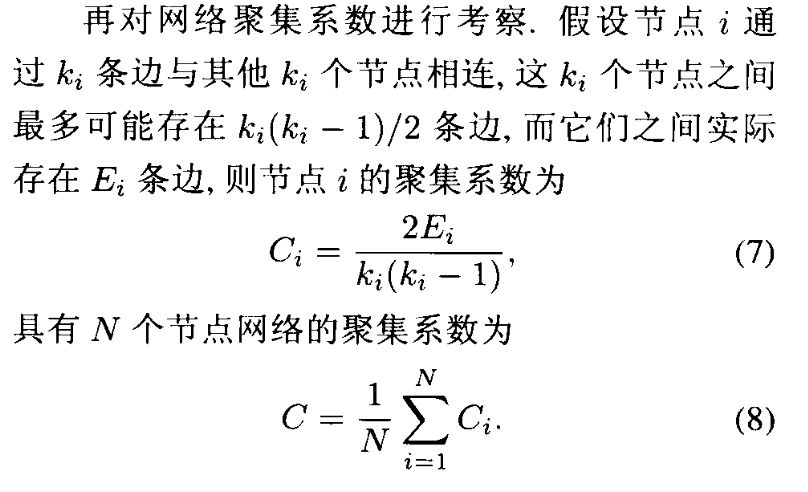 再对网络聚集系数进行考察. 假设节点 i 通
过 k_i 条边与其他 k_i 个节点相连, 这 k_i 个节点之间
最多可能存在 k_i(k_i − 1)/2 条边, 而它们之间实际
存在 E_i 条边, 则节点 i 的聚集系数为
C_i = \frac{2E_i}{k_i(k_i − 1)}, (7)
具有 N 个节点网络的聚集系数为
C = \frac{1}{N} \sum_{i=1}^{N} C_i. (8)